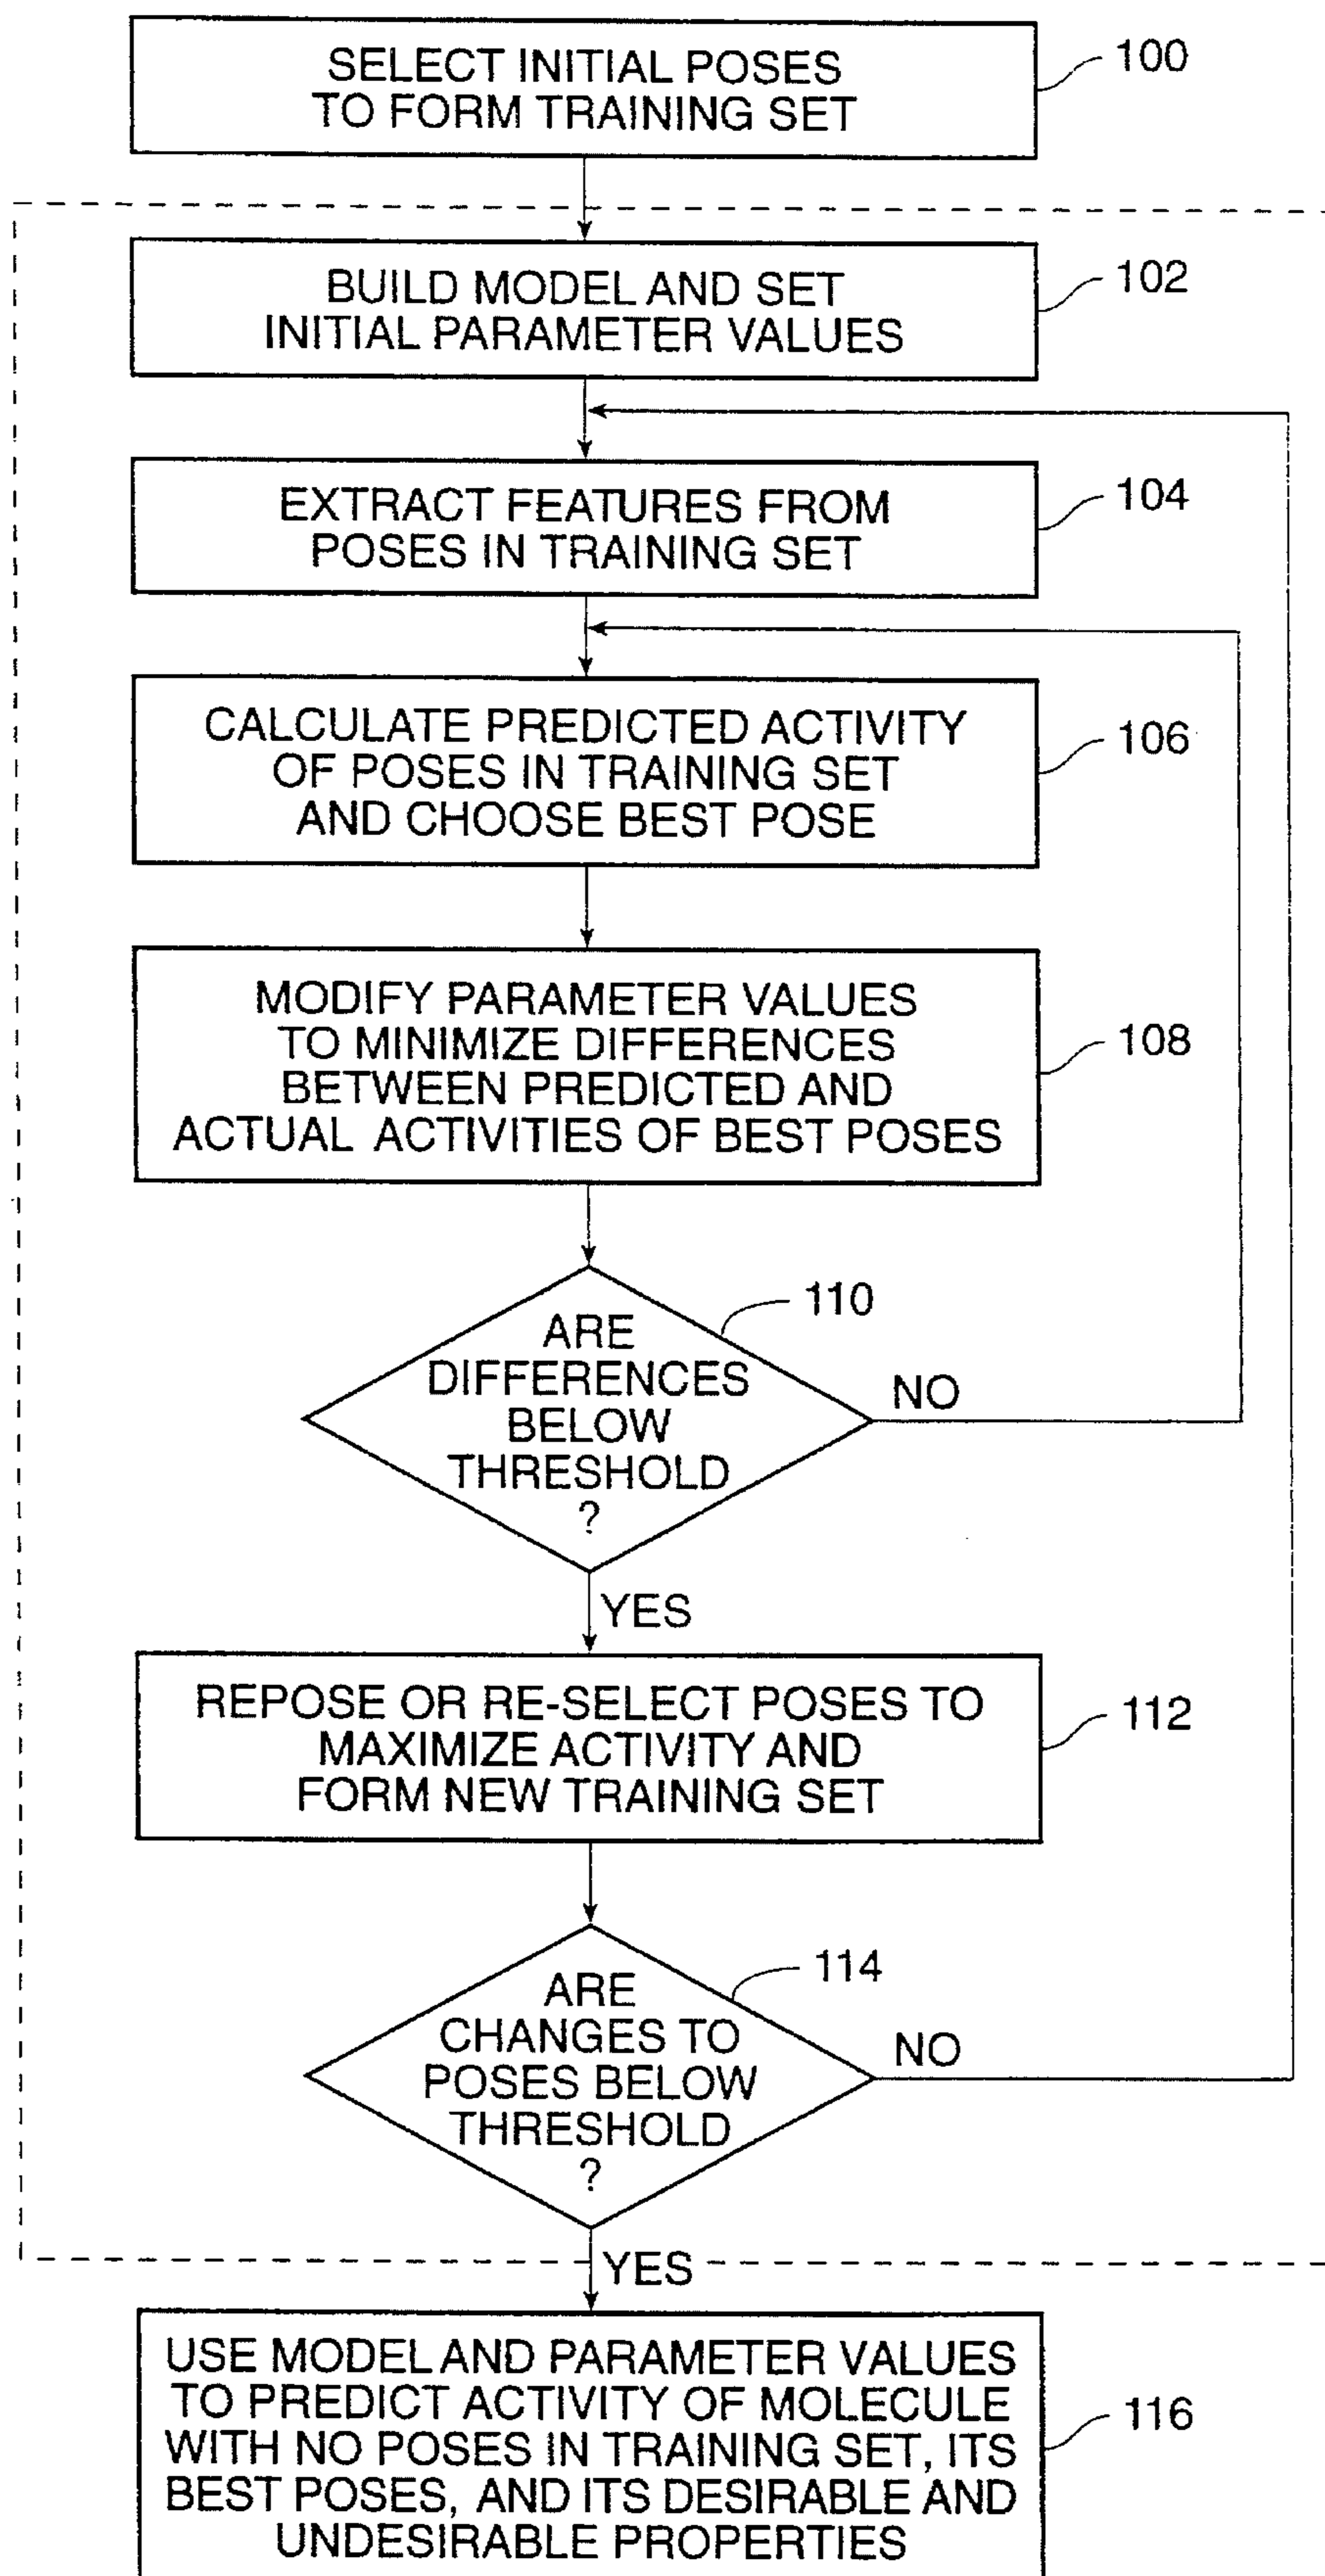 SELECT INITIAL POSES
TO FORM TRAINING SET
100
BUILD MODEL AND SET
INITIAL PARAMETER VALUES
102
EXTRACT FEATURES FROM
POSES IN TRAINING SET
104
CALCULATE PREDICTED ACTIVITY
OF POSES IN TRAINING SET
AND CHOOSE BEST POSE
106
MODIFY PARAMETER VALUES
TO MINIMIZE DIFFERENCES
BETWEEN PREDICTED AND
ACTUAL ACTIVITIES OF BEST POSES
108
110
ARE
DIFFERENCES
BELOW
THRESHOLD
?
NO
YES
REPOSE OR RE-SELECT POSES TO
MAXIMIZE ACTIVITY AND
FORM NEW TRAINING SET
112
114
ARE
CHANGES TO
POSES BELOW
THRESHOLD
?
NO
YES
USE MODEL AND PARAMETER VALUES
TO PREDICT ACTIVITY OF MOLECULE
WITH NO POSES IN TRAINING SET, ITS
BEST POSES, AND ITS DESIRABLE AND
UNDESIRABLE PROPERTIES
116